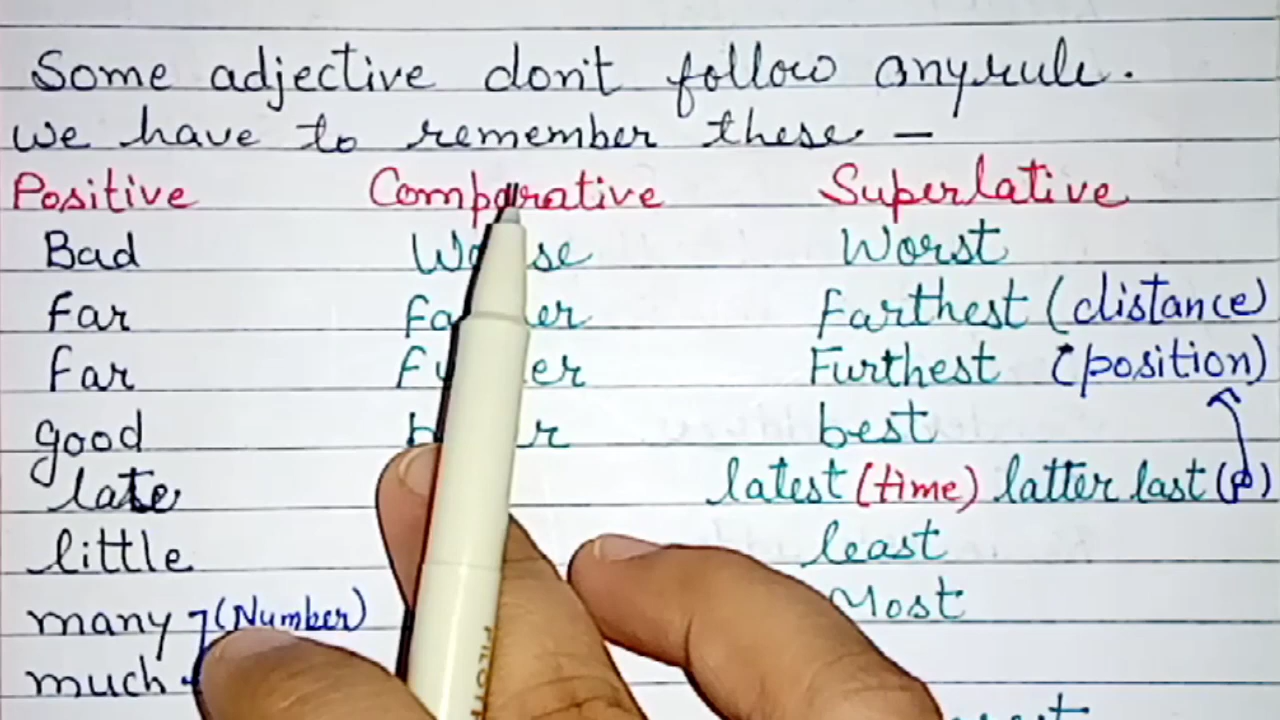 Some adjective don't follow any rule.
We have to remember these –
Positive Comparative Superlative
Bad Worst
Far Farthest (distance)
Far Furthest (position)
good best
late latest (time) latter last (p)
little least
many (Number) Most
much